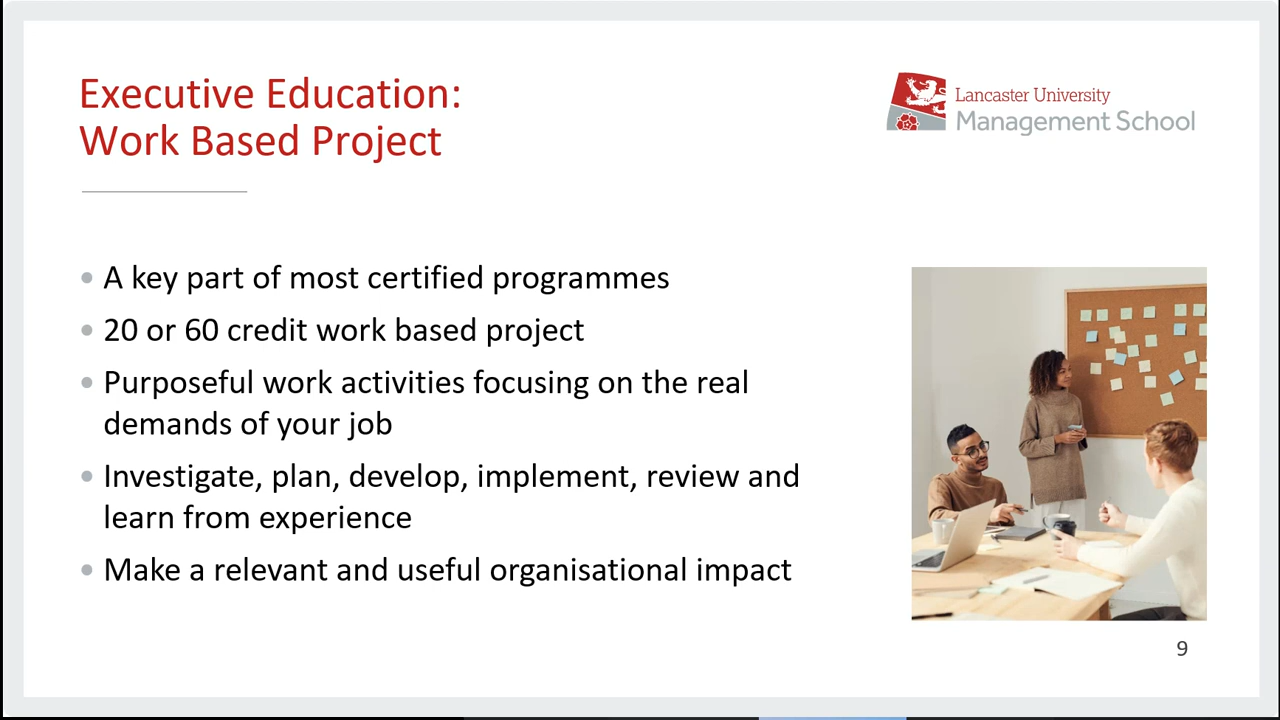 Executive Education:
Work Based Project
Lancaster University
Management School
• A key part of most certified programmes
• 20 or 60 credit work based project
• Purposeful work activities focusing on the real
demands of your job
• Investigate, plan, develop, implement, review and
learn from experience
• Make a relevant and useful organisational impact
9